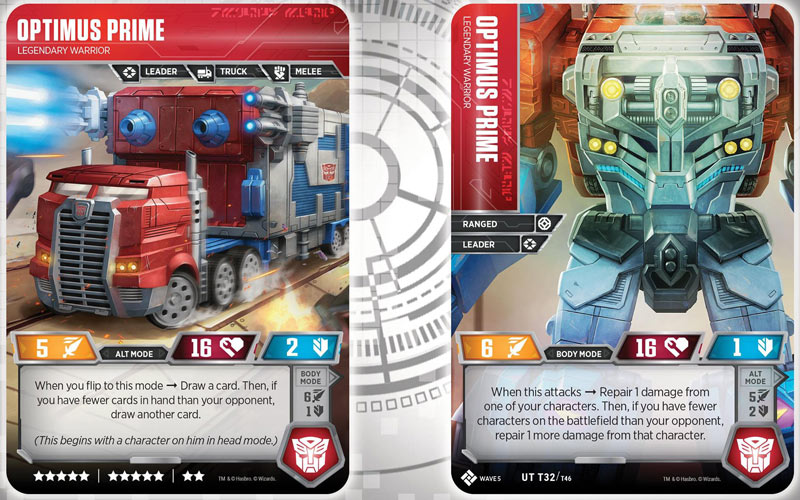 OPTIMUS PRIME
LEGENDARY WARRIOR
LEADER TRUCK MELEE
5 ALT MODE 16 2
When you flip to this mode → Draw a card. Then, if
you have fewer cards in hand than your opponent,
draw another card.
(This begins with a character on him in head mode.)
BODY
MODE
6
1
TM & © Hasbro. © Wizards.
OPTIMUS PRIME
LEGENDARY WARRIOR
RANGED
LEADER
6 BODY MODE 16 1
When this attacks → Repair 1 damage from
one of your characters. Then, if you have fewer
characters on the battlefield than your opponent,
repair 1 more damage from that character.
ALT
MODE
5
2
WAVE 5 UT T32/T46
TM & © Hasbro. © Wizards.